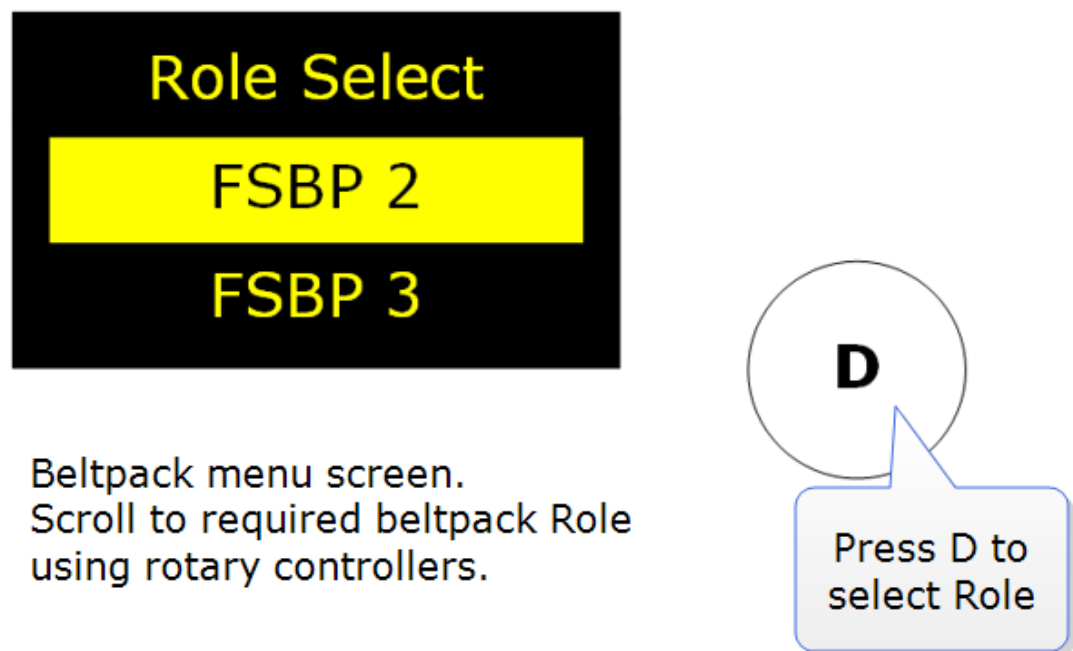 Role Select
FSBP 2
FSBP 3
D
Beltpack menu screen.
Scroll to required beltpack Role
using rotary controllers.
Press D to
select Role